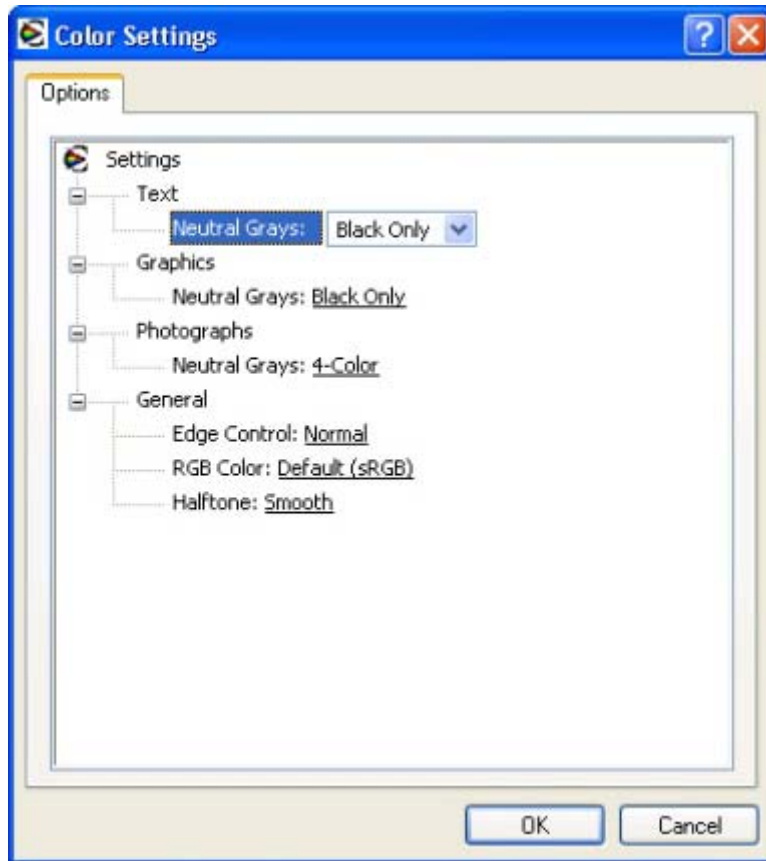 Color Settings
Options
Settings
Text
Neutral Grays: Black Only
Graphics
Neutral Grays: Black Only
Photographs
Neutral Grays: 4-Color
General
Edge Control: Normal
RGB Color: Default (sRGB)
Halftone: Smooth
OK Cancel